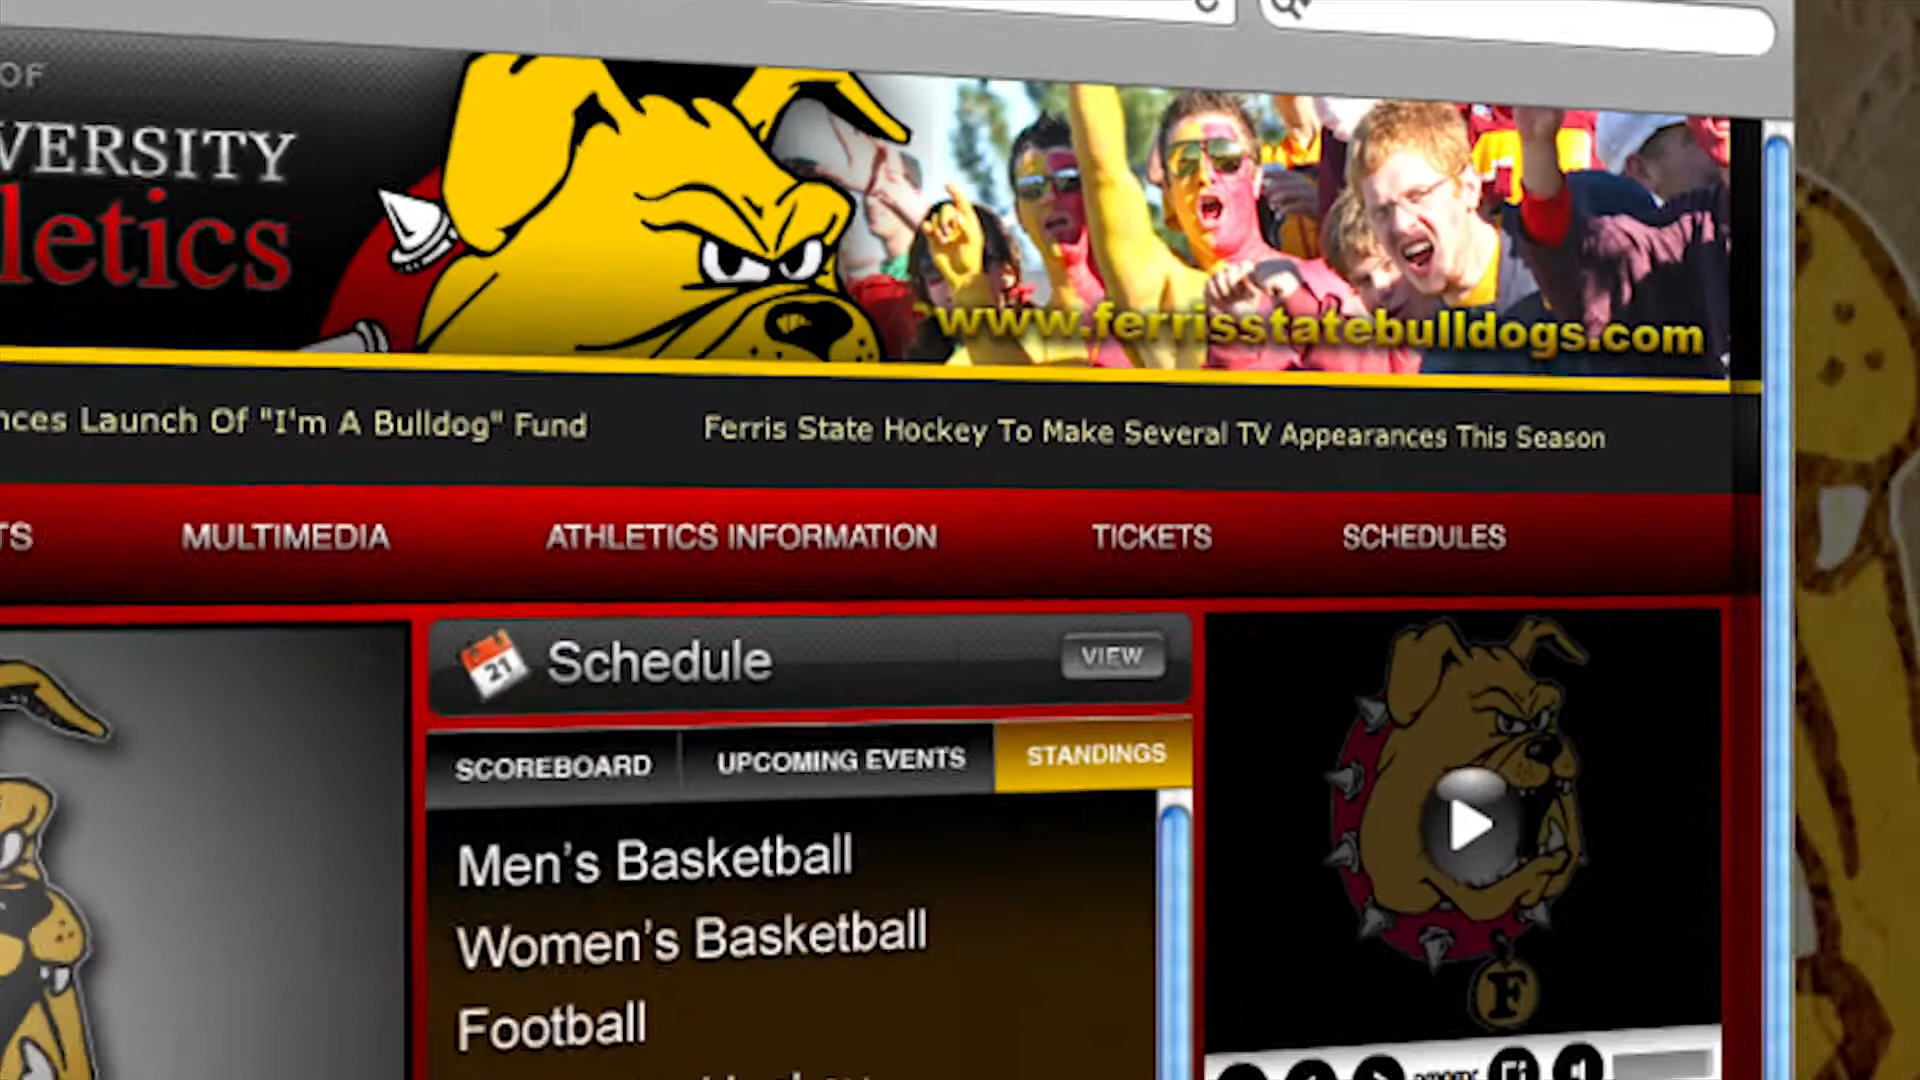 OF
VERSITY
letics
www.ferrisstatebulldogs.com
nces Launch Of "I'm A Bulldog" Fund
Ferris State Hockey To Make Several TV Appearances This Season
TS
MULTIMEDIA
ATHLETICS INFORMATION
TICKETS
SCHEDULES
21
Schedule
VIEW
SCOREBOARD
UPCOMING EVENTS
STANDINGS
Men's Basketball
Women's Basketball
Football
F